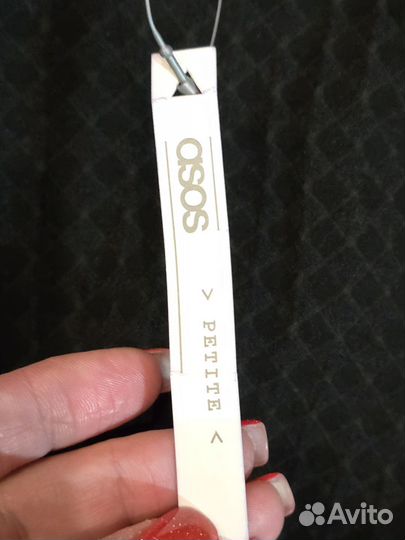 asos
> PETITE <
Avito